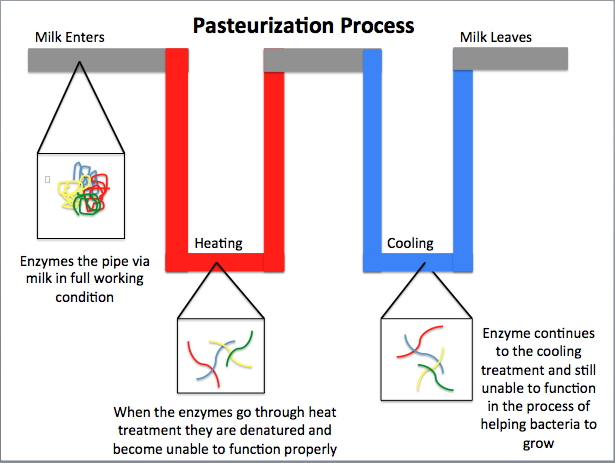 Pasteurization Process
Milk Enters
Milk Leaves
Heating
Cooling
Enzymes the pipe via
milk in full working
condition
When the enzymes go through heat
treatment they are denatured and
become unable to function properly
Enzyme continues
to the cooling
treatment and still
unable to function
in the process of
helping bacteria to
grow